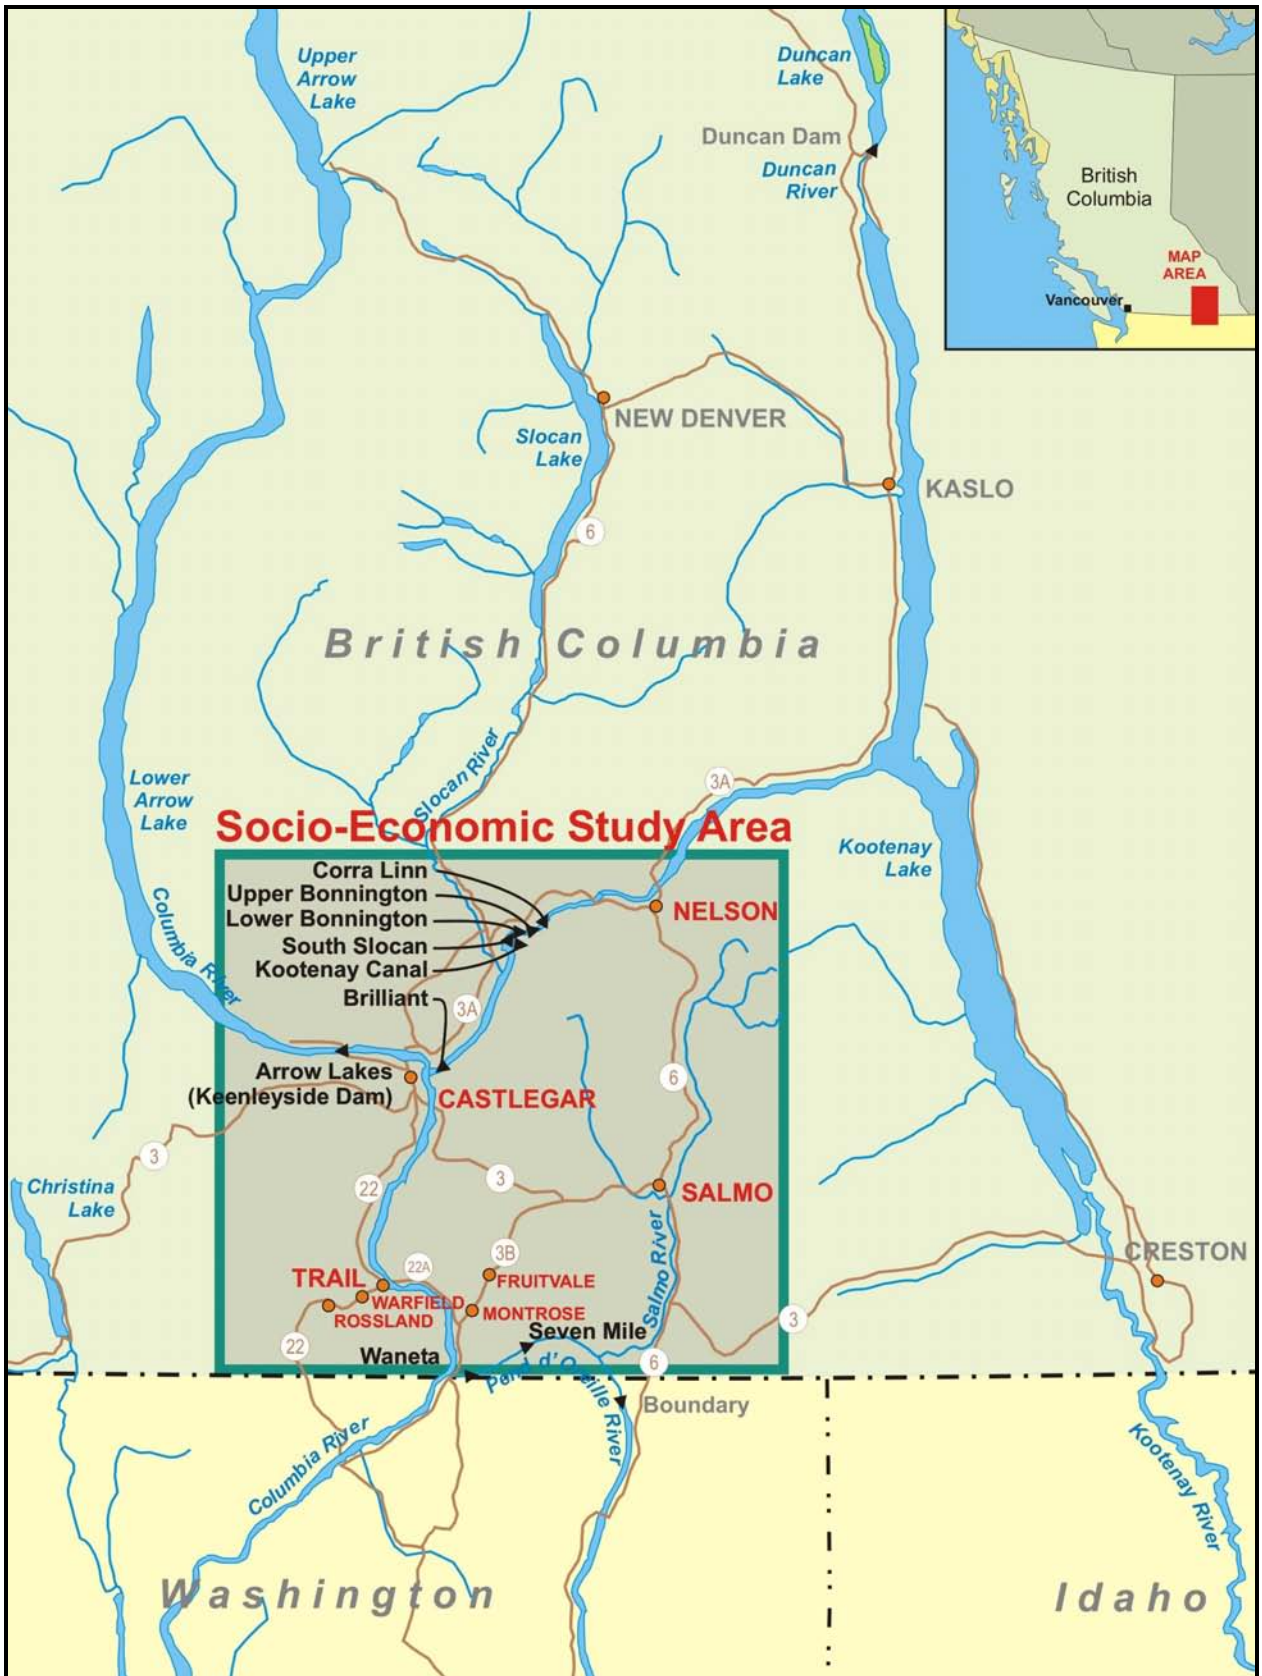 Upper
Arrow
Lake
Duncan
Lake
Duncan Dam
Duncan
River
British
Columbia
MAP
AREA
Vancouver
NEW DENVER
Slocan
Lake
KASLO
6
British Columbia
Slocan River
Lower
Arrow
Lake
3A
Socio-Economic Study Area
Kootenay
Lake
Corra Linn
Upper Bonnington
Lower Bonnington
South Slocan
Kootenay Canal
Brilliant
NELSON
Columbia River
3A
Arrow Lakes
(Keenleyside Dam)
CASTLEGAR
6
3
Christina
Lake
22
3
SALMO
Salmo River
3B
22A
CRESTON
TRAIL
FRUITVALE
WARFIELD
MONTROSE
ROSSLAND
3
Seven Mile
22
Waneta
6
Pend d'Oreille River
Boundary
Columbia River
Kootenay River
Washington
Idaho